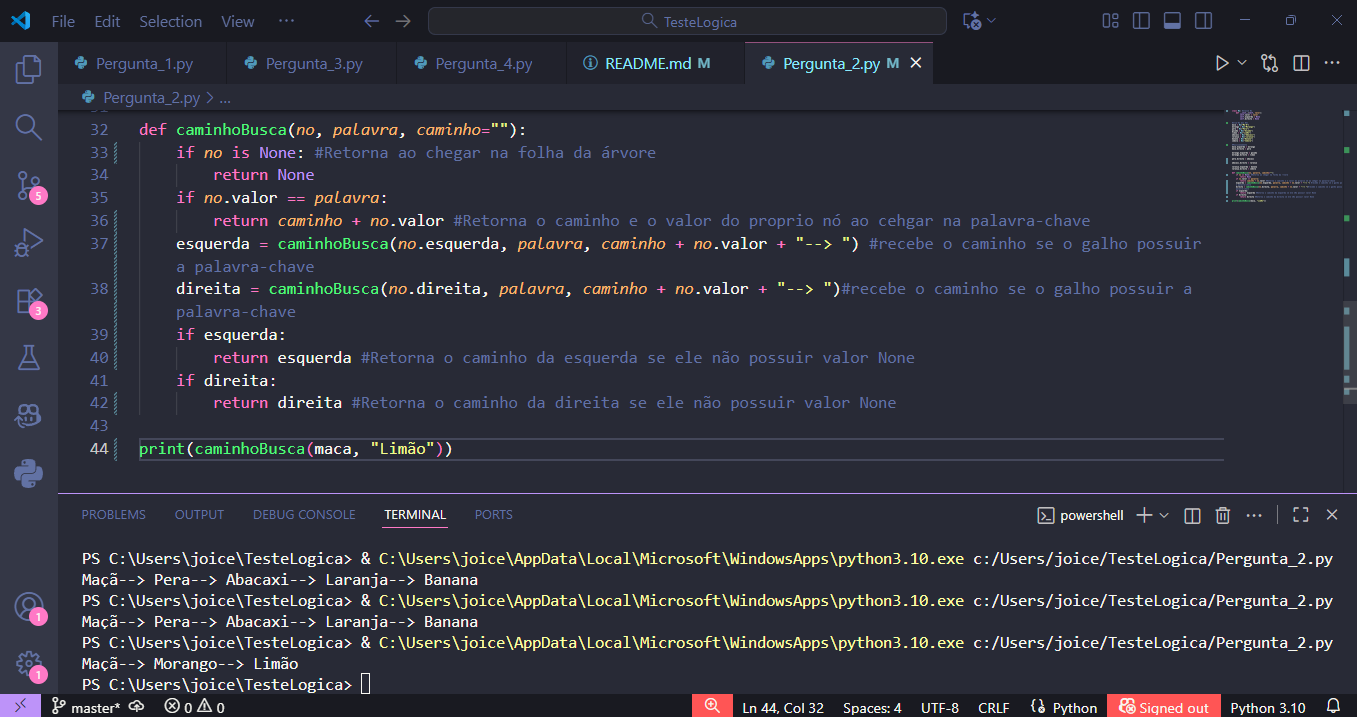 File Edit Selection View ··· TesteLogica
Pergunta_1.py Pergunta_3.py Pergunta_4.py README.md M Pergunta_2.py M
Pergunta_2.py > ...
32 def caminhoBusca(no, palavra, caminho=""):
33 if no is None: #Retorna ao chegar na folha da árvore
34 return None
35 if no.valor == palavra:
36 return caminho + no.valor #Retorna o caminho e o valor do proprio nó ao cehgar na palavra-chave
37 esquerda = caminhoBusca(no.esquerda, palavra, caminho + no.valor + "--> ") #recebe o caminho se o galho possuir
a palavra-chave
38 direita = caminhoBusca(no.direita, palavra, caminho + no.valor + "--> ")#recebe o caminho se o galho possuir a
palavra-chave
39 if esquerda:
40 return esquerda #Retorna o caminho da esquerda se ele não possuir valor None
41 if direita:
42 return direita #Retorna o caminho da direita se ele não possuir valor None
43
44 print(caminhoBusca(maca, "Limão"))
5
3
1
1
PROBLEMS OUTPUT DEBUG CONSOLE TERMINAL PORTS powershell
PS C:\Users\joice\TesteLogica> & C:\Users\joice\AppData\Local\Microsoft\WindowsApps\python3.10.exe c:/Users/joice/TesteLogica/Pergunta_2.py
Maçã--> Pera--> Abacaxi--> Laranja--> Banana
PS C:\Users\joice\TesteLogica> & C:\Users\joice\AppData\Local\Microsoft\WindowsApps\python3.10.exe c:/Users/joice/TesteLogica/Pergunta_2.py
Maçã--> Pera--> Abacaxi--> Laranja--> Banana
PS C:\Users\joice\TesteLogica> & C:\Users\joice\AppData\Local\Microsoft\WindowsApps\python3.10.exe c:/Users/joice/TesteLogica/Pergunta_2.py
Maçã--> Morango--> Limão
PS C:\Users\joice\TesteLogica>
master* 0 0 Ln 44, Col 32 Spaces: 4 UTF-8 CRLF Python Signed out Python 3.10